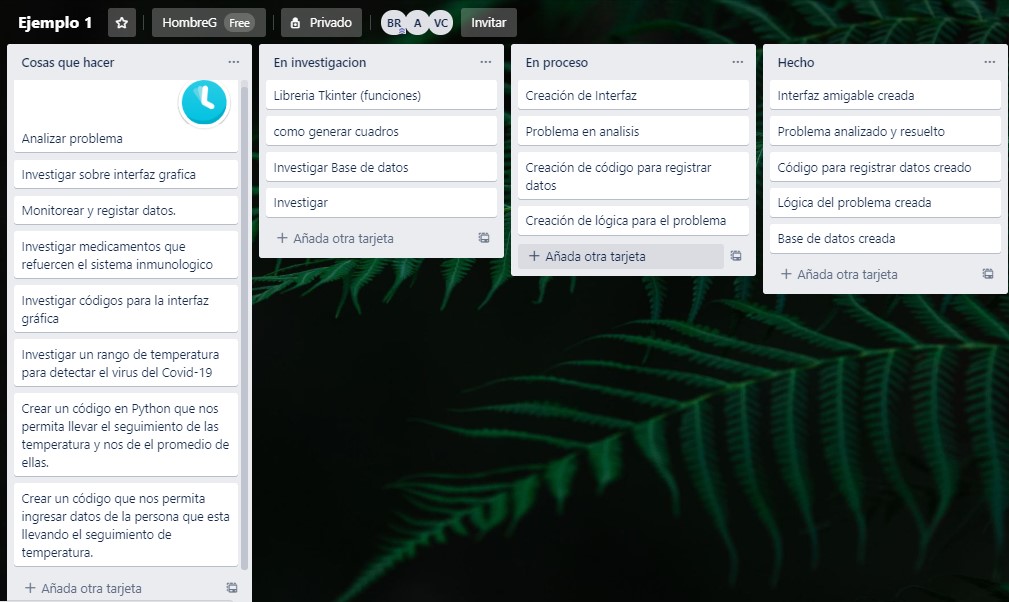 Ejemplo 1
HombreG Free
Privado
BR A VC
Invitar
Cosas que hacer
Analizar problema
Investigar sobre interfaz grafica
Monitorear y registar datos.
Investigar medicamentos que
refuercen el sistema inmunologico
Investigar códigos para la interfaz
gráfica
Investigar un rango de temperatura
para detectar el virus del Covid-19
Crear un código en Python que nos
permita llevar el seguimiento de las
temperatura y nos de el promedio de
ellas.
Crear un código que nos permita
ingresar datos de la persona que esta
llevando el seguimiento de
temperatura.
+ Añada otra tarjeta
En investigacion
Libreria Tkinter (funciones)
como generar cuadros
Investigar Base de datos
Investigar
+ Añada otra tarjeta
En proceso
Creación de Interfaz
Problema en analisis
Creación de código para registrar
datos
Creación de lógica para el problema
+ Añada otra tarjeta
Hecho
Interfaz amigable creada
Problema analizado y resuelto
Código para registrar datos creado
Lógica del problema creada
Base de datos creada
+ Añada otra tarjeta